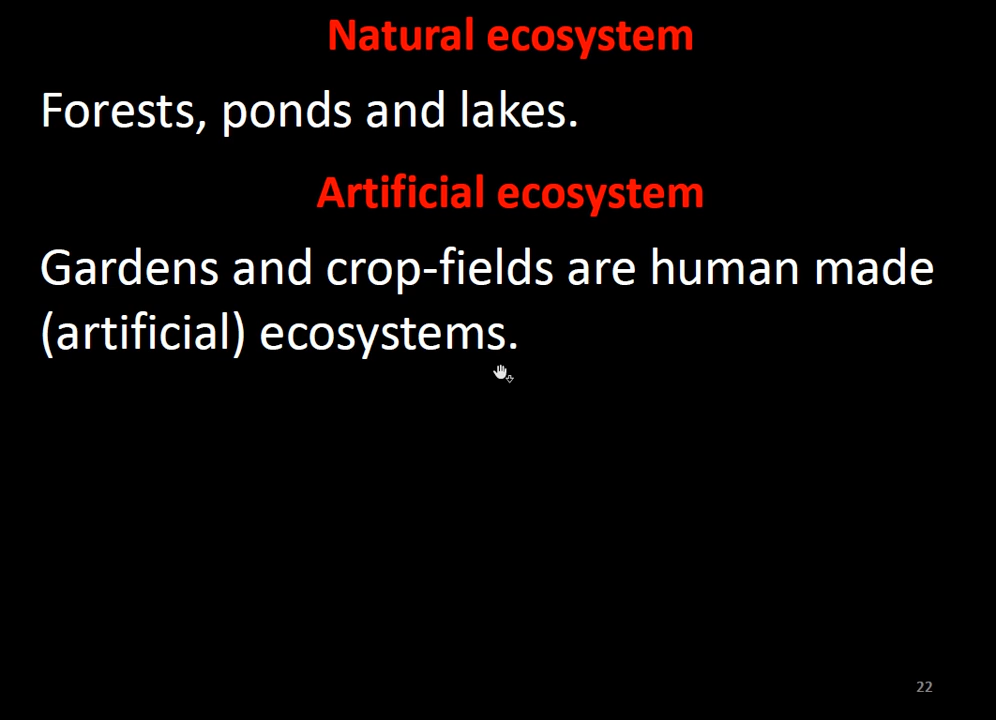 Natural ecosystem
Forests, ponds and lakes.
Artificial ecosystem
Gardens and crop-fields are human made
(artificial) ecosystems.
22